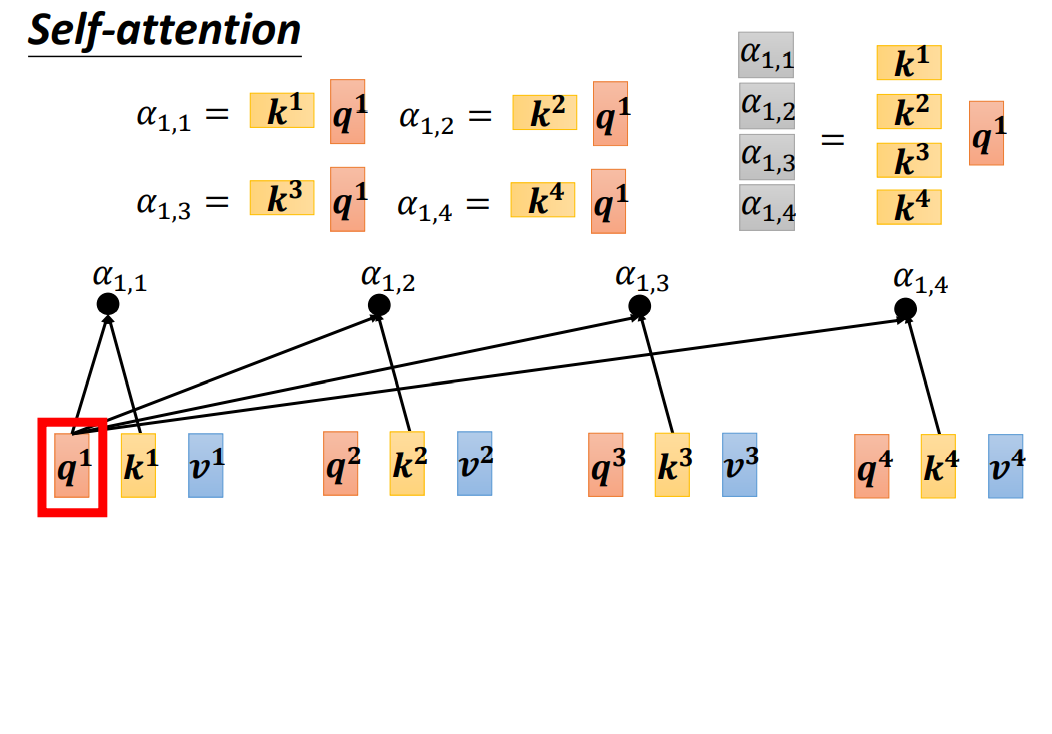 Self-attention
α₁,₁ = k¹ q¹ α₁,₂ = k² q¹
α₁,₃ = k³ q¹ α₁,₄ = k⁴ q¹
α₁,₁
α₁,₂
α₁,₃
α₁,₄
=
k¹
k²
k³
k⁴
q¹
α₁,₁ α₁,₂ α₁,₃ α₁,₄
q¹ k¹ v¹ q² k² v² q³ k³ v³ q⁴ k⁴ v⁴